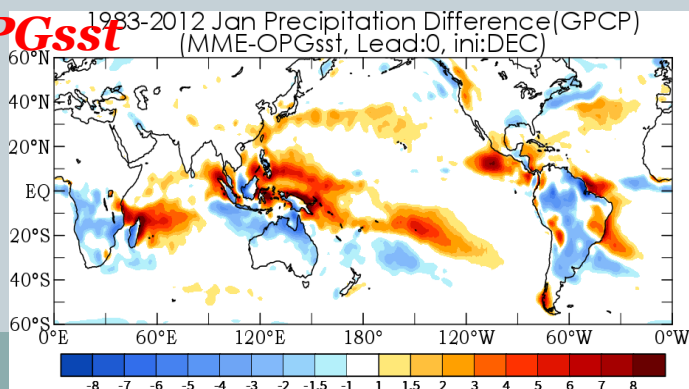 PGsst
1983-2012 Jan Precipitation Difference(GPCP)
(MME-OPGsst, Lead:0, ini:DEC)
60°N
40°N
20°N
EQ
20°S
40°S
60°S
0°E 60°E 120°E 180° 120°W 60°W 0°W
-8 -7 -6 -5 -4 -3 -2 -1.5 -1 1 1.5 2 3 4 5 6 7 8